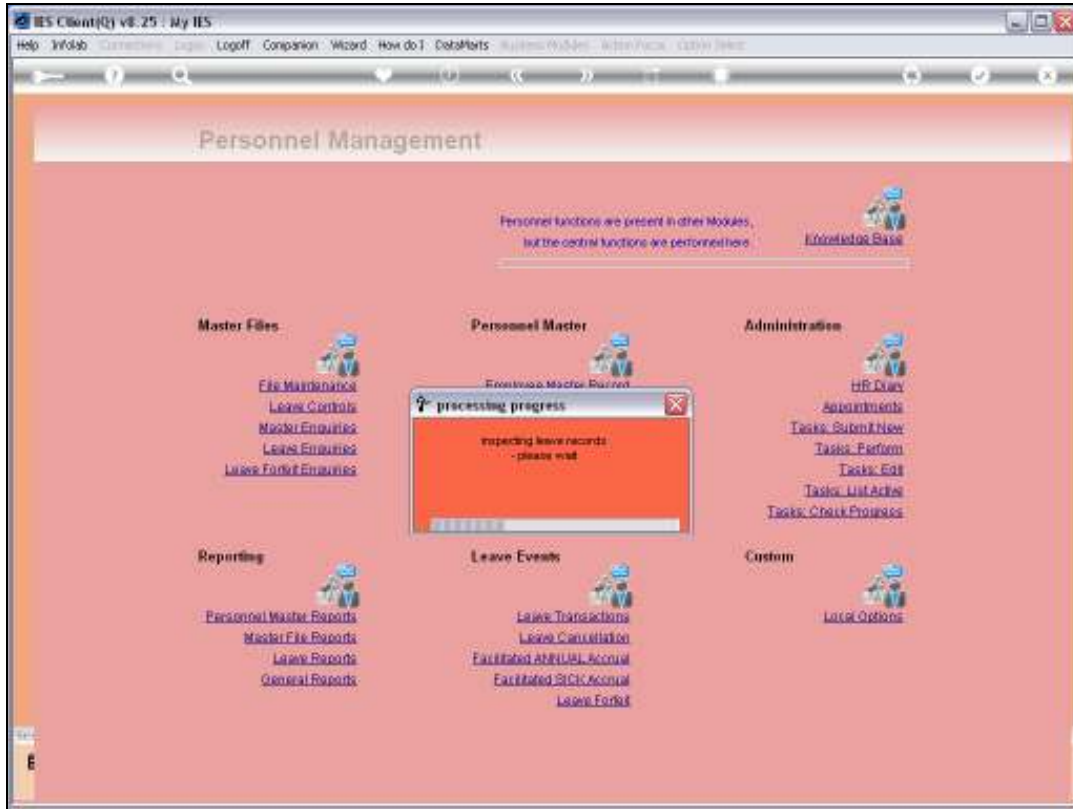 IES Client(Q) v8.25 : My IES
Help Infolab Logoff Companion Wizard How do I DataMarts
Personnel Management
Personnel functions are present in other Modules,
but the central functions are performed here
Knowledge Base
Master Files
File Maintenance
Leave Controls
Master Enquiries
Leave Enquiries
Leave Forfeit Enquiries
Personnel Master
Employee Master Record
Administration
HR Diary
Appointments
Tasks: Submit New
Tasks: Perform
Tasks: Edit
Tasks: List Active
Tasks: Check Progress
processing progress
inspecting leave records
- please wait
Reporting
Personnel Master Reports
Master File Reports
Leave Reports
General Reports
Leave Events
Leave Transactions
Leave Cancellation
Facilitated ANNUAL Accrual
Facilitated SICK Accrual
Leave Forfeit
Custom
Local Options